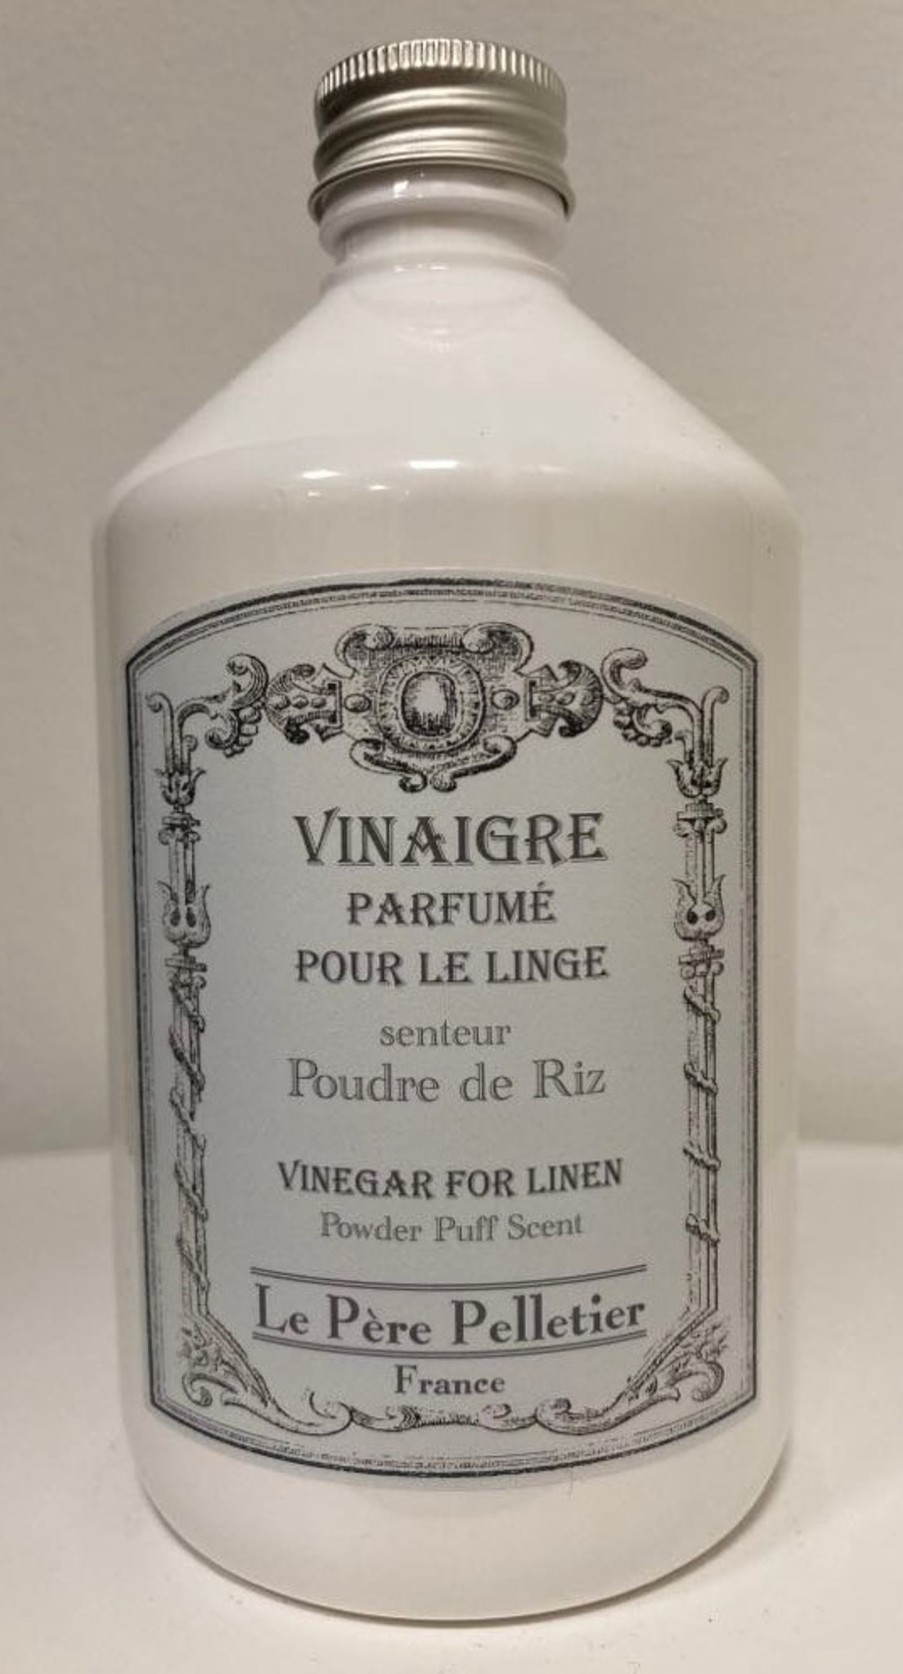 VINAIGRE
PARFUMÉ
POUR LE LINGE
senteur
Poudre de Riz
VINEGAR FOR LINEN
Powder Puff Scent
Le Père Pelletier
France